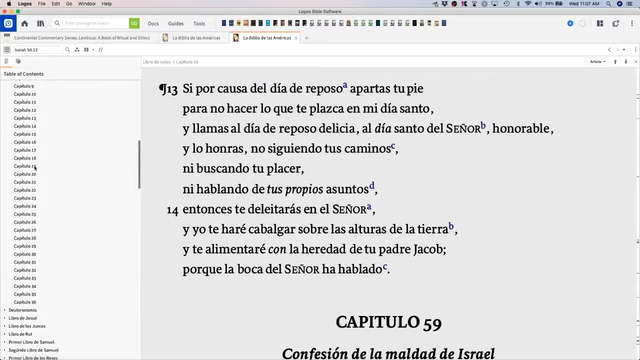 Logos
Logos Bible Software
Wed 11:07 AM
Enter your passage or topic
GO
Continental Commentary Series: Leviticus: A Book of Ritual and Ethics
La Biblia de las Américas
La Biblia de las Américas
Isaiah 58:13
Table of Contents
Libro de Isaías > Capítulo 59
Article
Capítulo 9
Capítulo 10
Capítulo 11
Capítulo 12
Capítulo 13
Capítulo 14
Capítulo 15
Capítulo 16
Capítulo 17
Capítulo 18
Capítulo 19
Capítulo 20
Capítulo 21
Capítulo 22
Capítulo 23
Capítulo 24
Capítulo 25
Capítulo 26
Capítulo 27
Capítulo 28
Capítulo 29
Capítulo 30
Capítulo 31
Capítulo 32
Capítulo 33
Capítulo 34
Capítulo 35
Capítulo 36
Deuteronomio
Libro de Josué
Libro de los Jueces
Libro de Rut
Primer Libro de Samuel
Segundo Libro de Samuel
Libro Primero de los Reyes
¶13 Si por causa del día de reposoa apartas tu pie
para no hacer lo que te plazca en mi día santo,
y llamas al día de reposo delicia, al día santo del SEÑORb, honorable,
y lo honras, no siguiendo tus caminosc,
ni buscando tu placer,
ni hablando de tus propios asuntosd,
14 entonces te deleitarás en el SEÑORa,
y yo te haré cabalgar sobre las alturas de la tierrab,
y te alimentaré con la heredad de tu padre Jacob;
porque la boca del SEÑOR ha habladoc.
CAPITULO 59
Confesión de la maldad de Israel